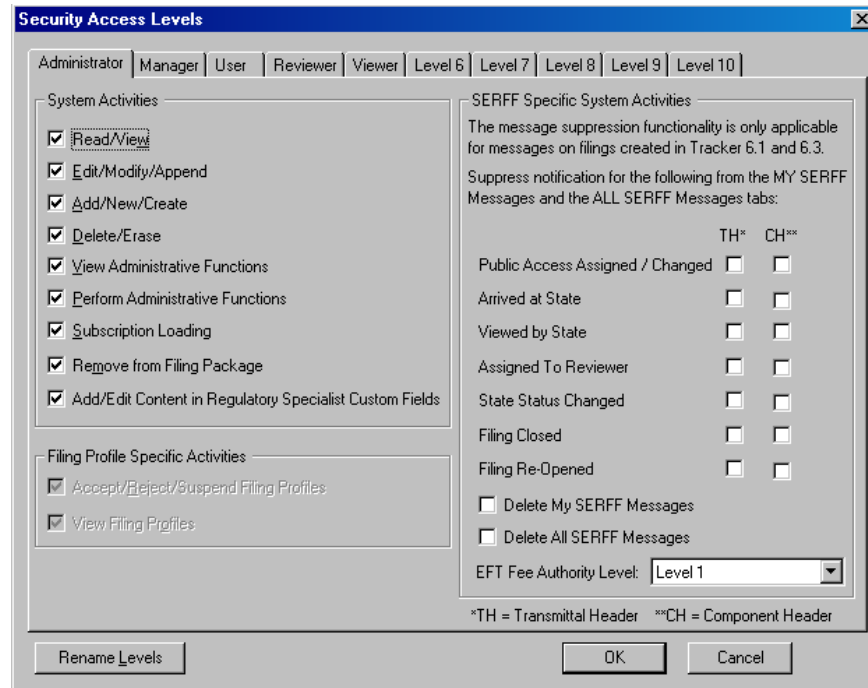 Security Access Levels
Administrator Manager User Reviewer Viewer Level 6 Level 7 Level 8 Level 9 Level 10
System Activities
Read/View
Edit/Modify/Append
Add/New/Create
Delete/Erase
View Administrative Functions
Perform Administrative Functions
Subscription Loading
Remove from Filing Package
Add/Edit Content in Regulatory Specialist Custom Fields
Filing Profile Specific Activities
Accept/Reject/Suspend Filing Profiles
View Filing Profiles
SERFF Specific System Activities
The message suppression functionality is only applicable
for messages on filings created in Tracker 6.1 and 6.3.
Suppress notification for the following from the MY SERFF
Messages and the ALL SERFF Messages tabs:
TH* CH**
Public Access Assigned / Changed
Arrived at State
Viewed by State
Assigned To Reviewer
State Status Changed
Filing Closed
Filing Re-Opened
Delete My SERFF Messages
Delete All SERFF Messages
EFT Fee Authority Level: Level 1
*TH = Transmittal Header **CH = Component Header
Rename Levels OK Cancel